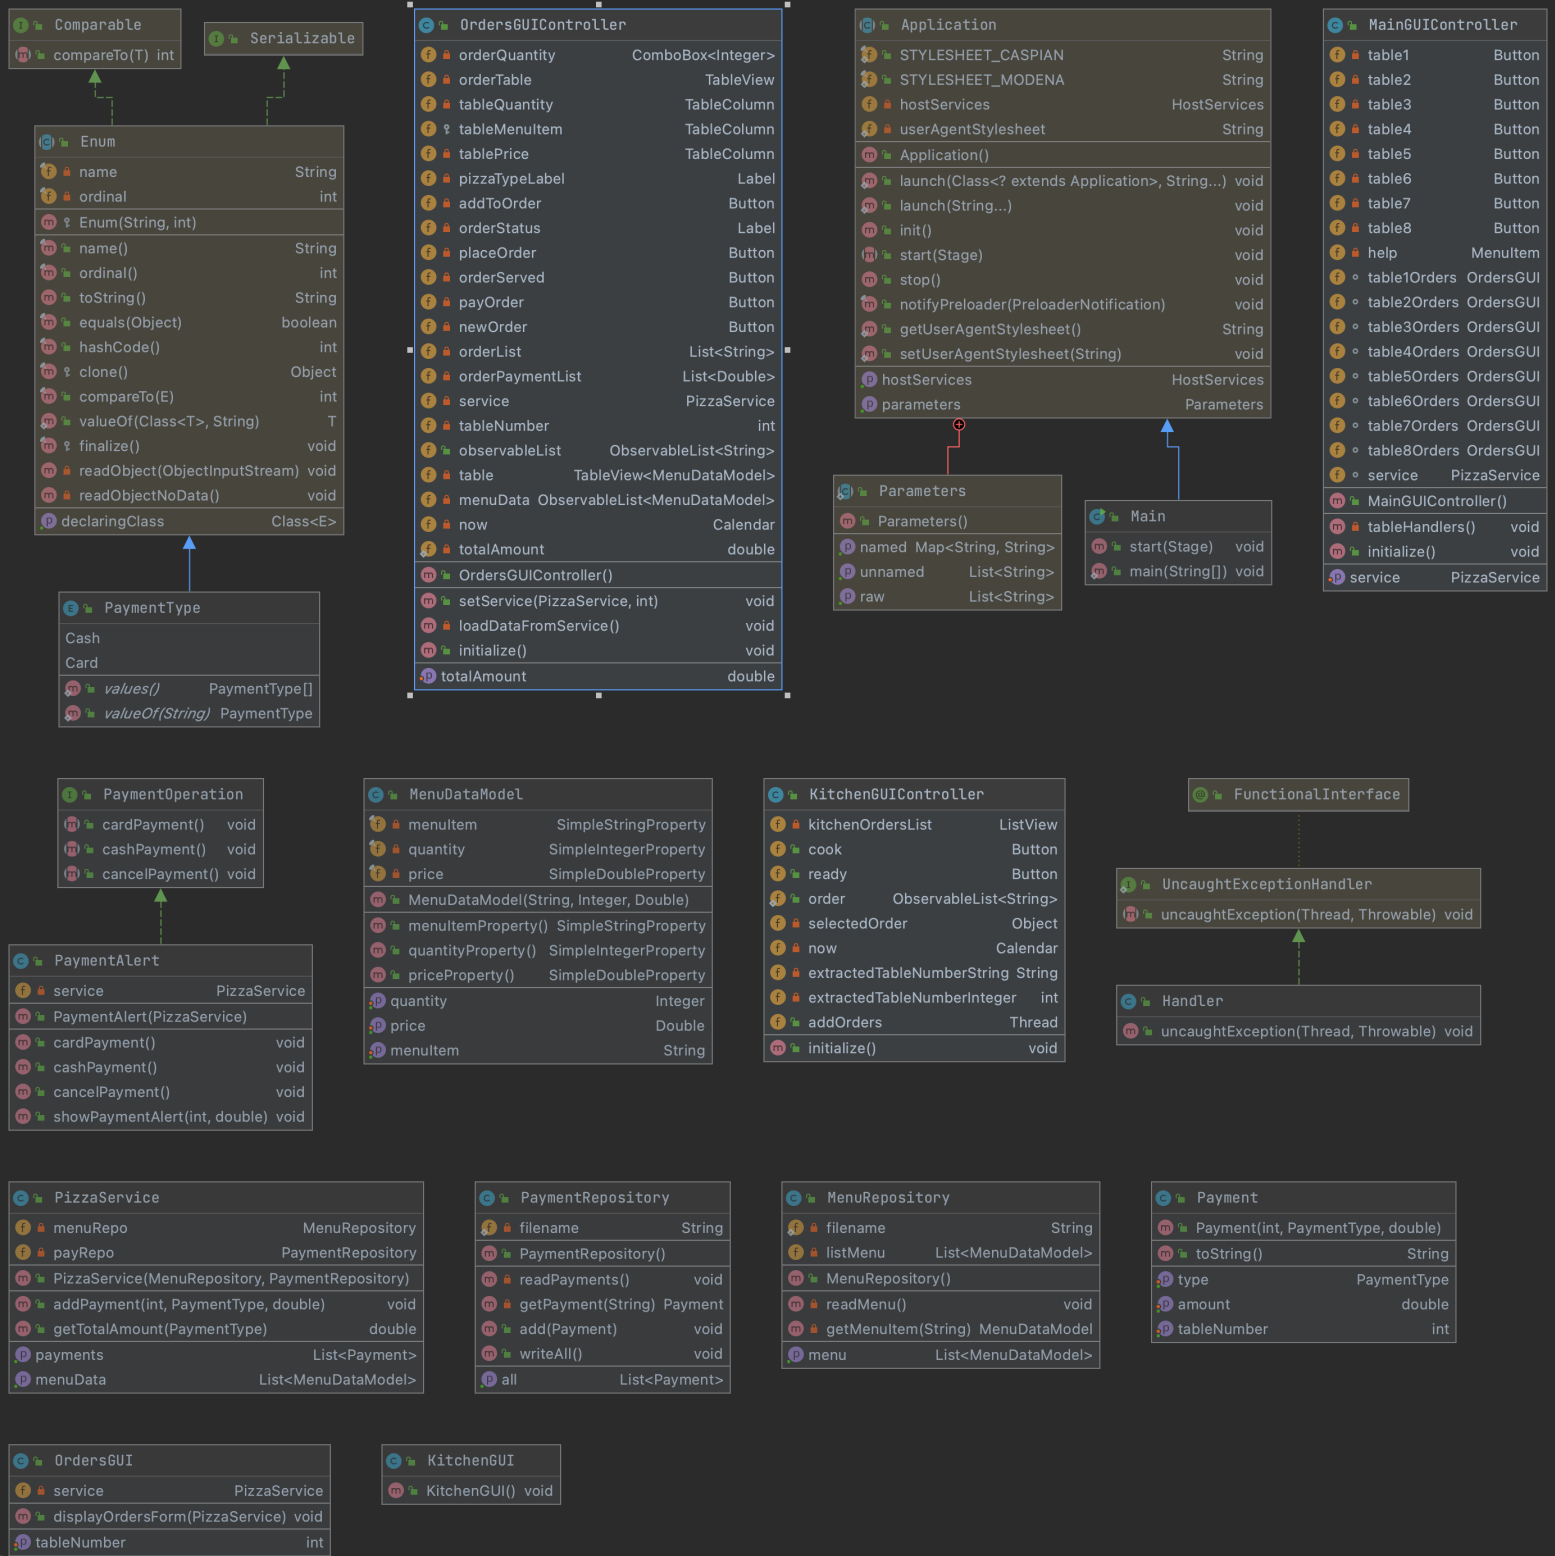 Comparable
compareTo(T) int
Serializable
Enum
name String
ordinal int
Enum(String, int)
name() String
ordinal() int
toString() String
equals(Object) boolean
hashCode() int
clone() Object
compareTo(E) int
valueOf(Class<T>, String) T
finalize() void
readObject(ObjectInputStream) void
readObjectNoData() void
declaringClass Class<E>
PaymentType
Cash
Card
values() PaymentType[]
valueOf(String) PaymentType
OrdersGUIController
orderQuantity ComboBox<Integer>
orderTable TableView
tableQuantity TableColumn
tableMenuItem TableColumn
tablePrice TableColumn
pizzaTypeLabel Label
addToOrder Button
orderStatus Label
placeOrder Button
orderServed Button
payOrder Button
newOrder Button
orderList List<String>
orderPaymentList List<Double>
service PizzaService
tableNumber int
observableList ObservableList<String>
table TableView<MenuDataModel>
menuData ObservableList<MenuDataModel>
now Calendar
totalAmount double
OrdersGUIController()
setService(PizzaService, int) void
loadDataFromService() void
initialize() void
totalAmount double
Application
STYLESHEET_CASPIAN String
STYLESHEET_MODENA String
hostServices HostServices
userAgentStylesheet String
Application()
launch(Class<? extends Application>, String...) void
launch(String...) void
init() void
start(Stage) void
stop() void
notifyPreloader(PreloaderNotification) void
getUserAgentStylesheet() String
setUserAgentStylesheet(String) void
hostServices HostServices
parameters Parameters
Parameters
Parameters()
named Map<String, String>
unnamed List<String>
raw List<String>
Main
start(Stage) void
main(String[]) void
MainGUIController
table1 Button
table2 Button
table3 Button
table4 Button
table5 Button
table6 Button
table7 Button
table8 Button
help MenuItem
table1Orders OrdersGUI
table2Orders OrdersGUI
table3Orders OrdersGUI
table4Orders OrdersGUI
table5Orders OrdersGUI
table6Orders OrdersGUI
table7Orders OrdersGUI
table8Orders OrdersGUI
service PizzaService
MainGUIController()
tableHandlers() void
initialize() void
service PizzaService
PaymentOperation
cardPayment() void
cashPayment() void
cancelPayment() void
PaymentAlert
service PizzaService
PaymentAlert(PizzaService)
cardPayment() void
cashPayment() void
cancelPayment() void
showPaymentAlert(int, double) void
MenuDataModel
menuItem SimpleStringProperty
quantity SimpleIntegerProperty
price SimpleDoubleProperty
MenuDataModel(String, Integer, Double)
menuItemProperty() SimpleStringProperty
quantityProperty() SimpleIntegerProperty
priceProperty() SimpleDoubleProperty
quantity Integer
price Double
menuItem String
KitchenGUIController
kitchenOrdersList ListView
cook Button
ready Button
order ObservableList<String>
selectedOrder Object
now Calendar
extractedTableNumberString String
extractedTableNumberInteger int
addOrders Thread
initialize() void
FunctionalInterface
UncaughtExceptionHandler
uncaughtException(Thread, Throwable) void
Handler
uncaughtException(Thread, Throwable) void
PizzaService
menuRepo MenuRepository
payRepo PaymentRepository
PizzaService(MenuRepository, PaymentRepository)
addPayment(int, PaymentType, double) void
getTotalAmount(PaymentType) double
payments List<Payment>
menuData List<MenuDataModel>
PaymentRepository
filename String
PaymentRepository()
readPayments() void
getPayment(String) Payment
add(Payment) void
writeAll() void
all List<Payment>
MenuRepository
filename String
listMenu List<MenuDataModel>
MenuRepository()
readMenu() void
getMenuItem(String) MenuDataModel
menu List<MenuDataModel>
Payment
Payment(int, PaymentType, double)
toString() String
type PaymentType
amount double
tableNumber int
OrdersGUI
service PizzaService
displayOrdersForm(PizzaService) void
tableNumber int
KitchenGUI
KitchenGUI() void